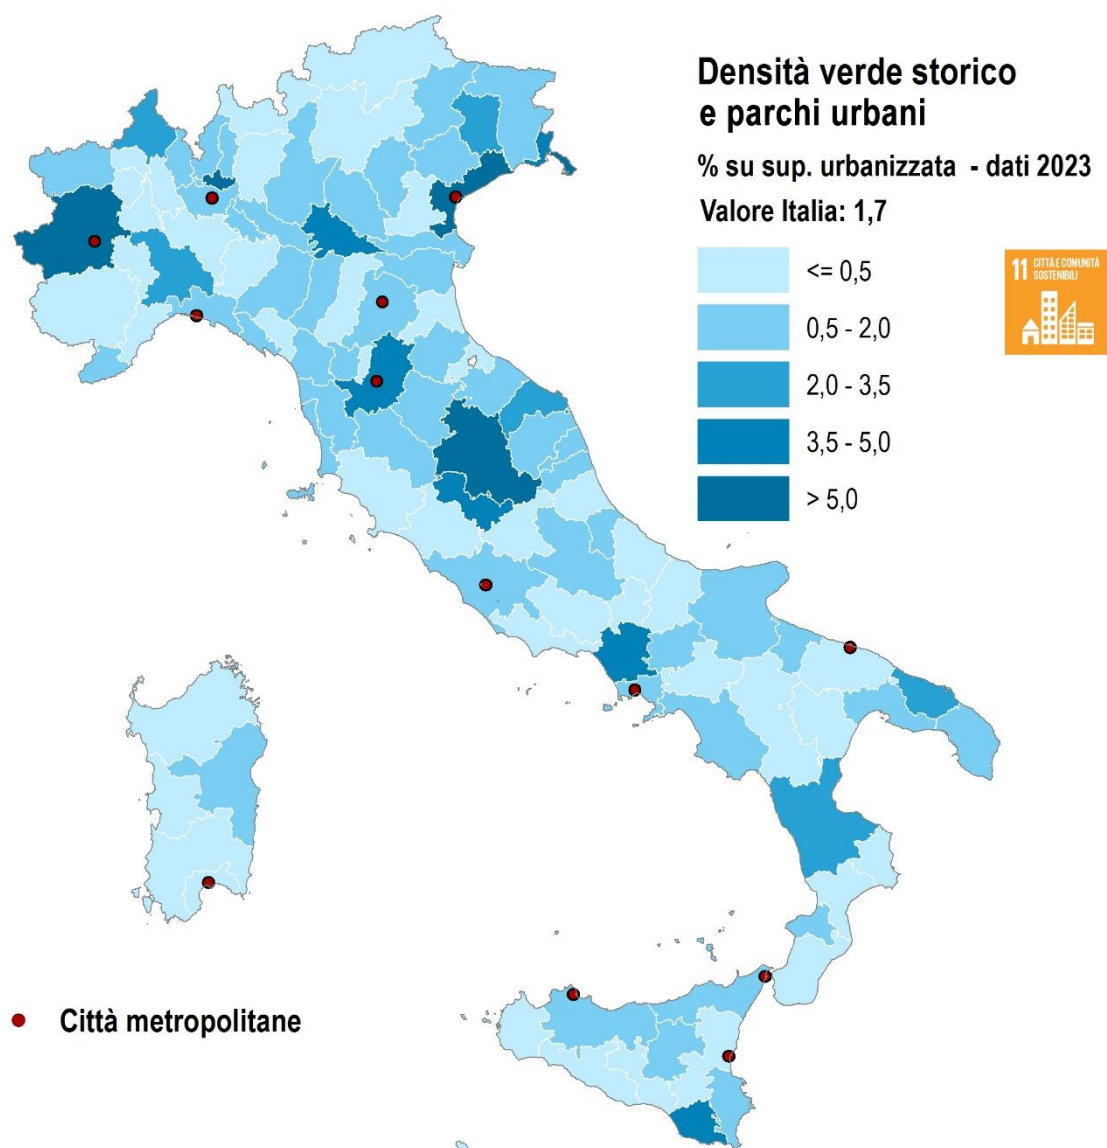 Densità verde storico
e parchi urbani
% su sup. urbanizzata - dati 2023
Valore Italia: 1,7
<= 0,5
0,5 - 2,0
2,0 - 3,5
3,5 - 5,0
> 5,0
11 CITTÀ E COMUNITÀ
SOSTENIBILI
Città metropolitane